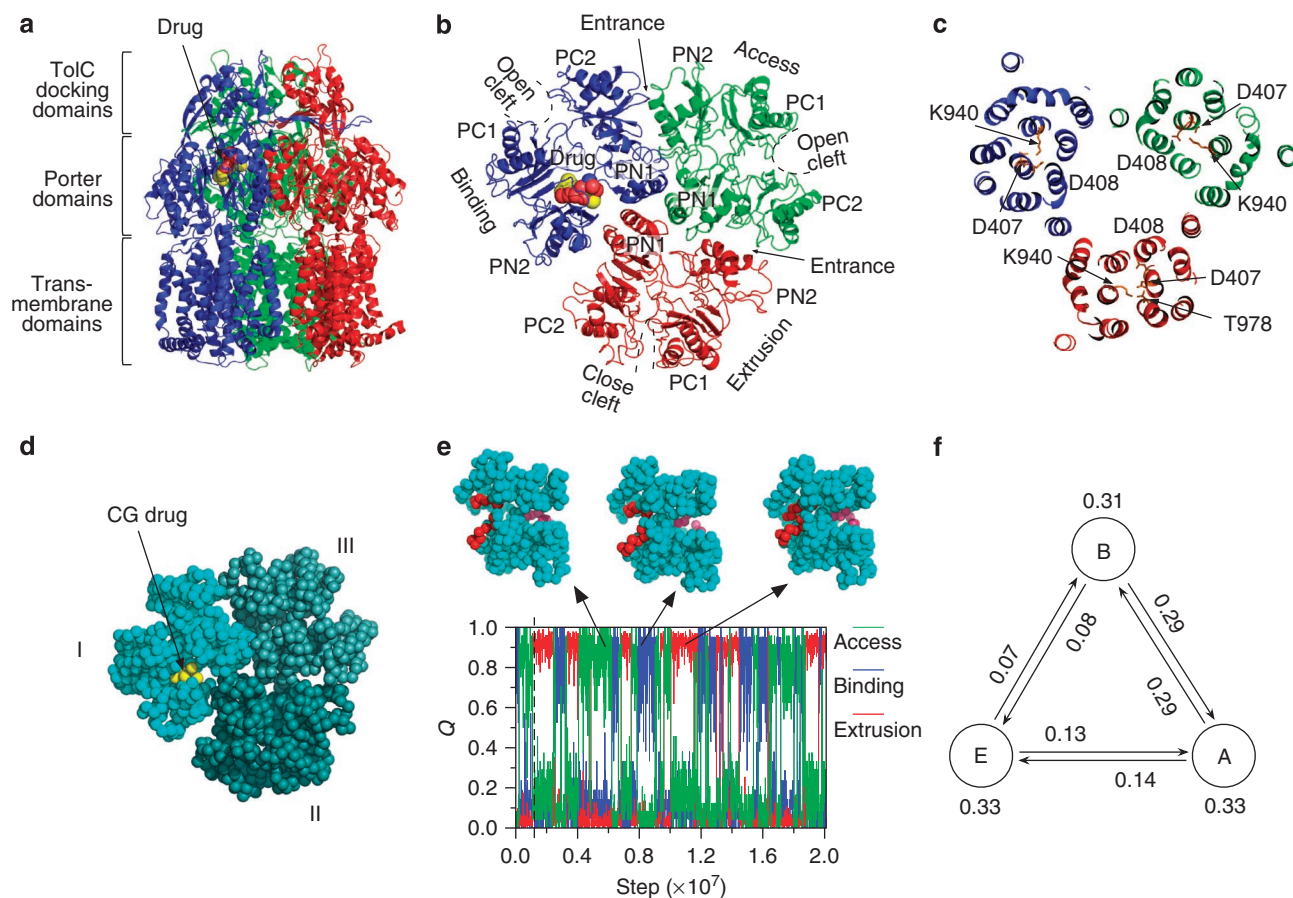 a
Drug
TolC
docking
domains
Porter
domains
Trans-
membrane
domains
b
Entrance
PC2
PN2
Access
Open
cleft
PC1
PC1
Open
cleft
Drug
PN1
Binding
PN1
PC2
PN2
PN1
Entrance
PN2
PC2
Extrusion
Close
cleft
PC1
c
K940
D407
D408
D408
K940
D407
D408
K940
D407
T978
d
CG drug
III
I
II
e
1.0
0.8
0.6
0.4
0.2
0.0
Q
Access
Binding
Extrusion
0.0 0.4 0.8 1.2 1.6 2.0
Step (×10⁷)
f
0.31
B
0.07
0.08
0.29
0.29
E
0.13
0.14
A
0.33
0.33